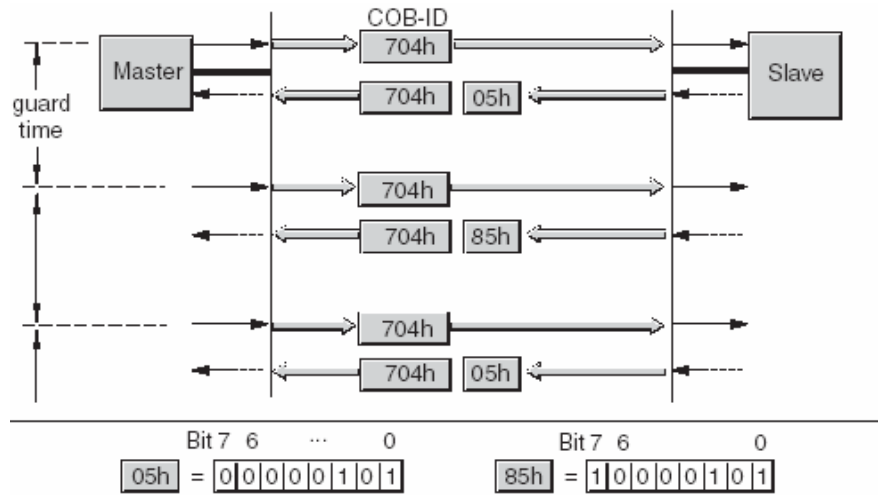 COB-ID
Master
704h
Slave
704h 05h
guard
time
704h
704h 85h
704h
704h 05h
Bit 7 6 ... 0
05h = 0 0 0 0 0 1 0 1
Bit 7 6 0
85h = 1 0 0 0 0 1 0 1